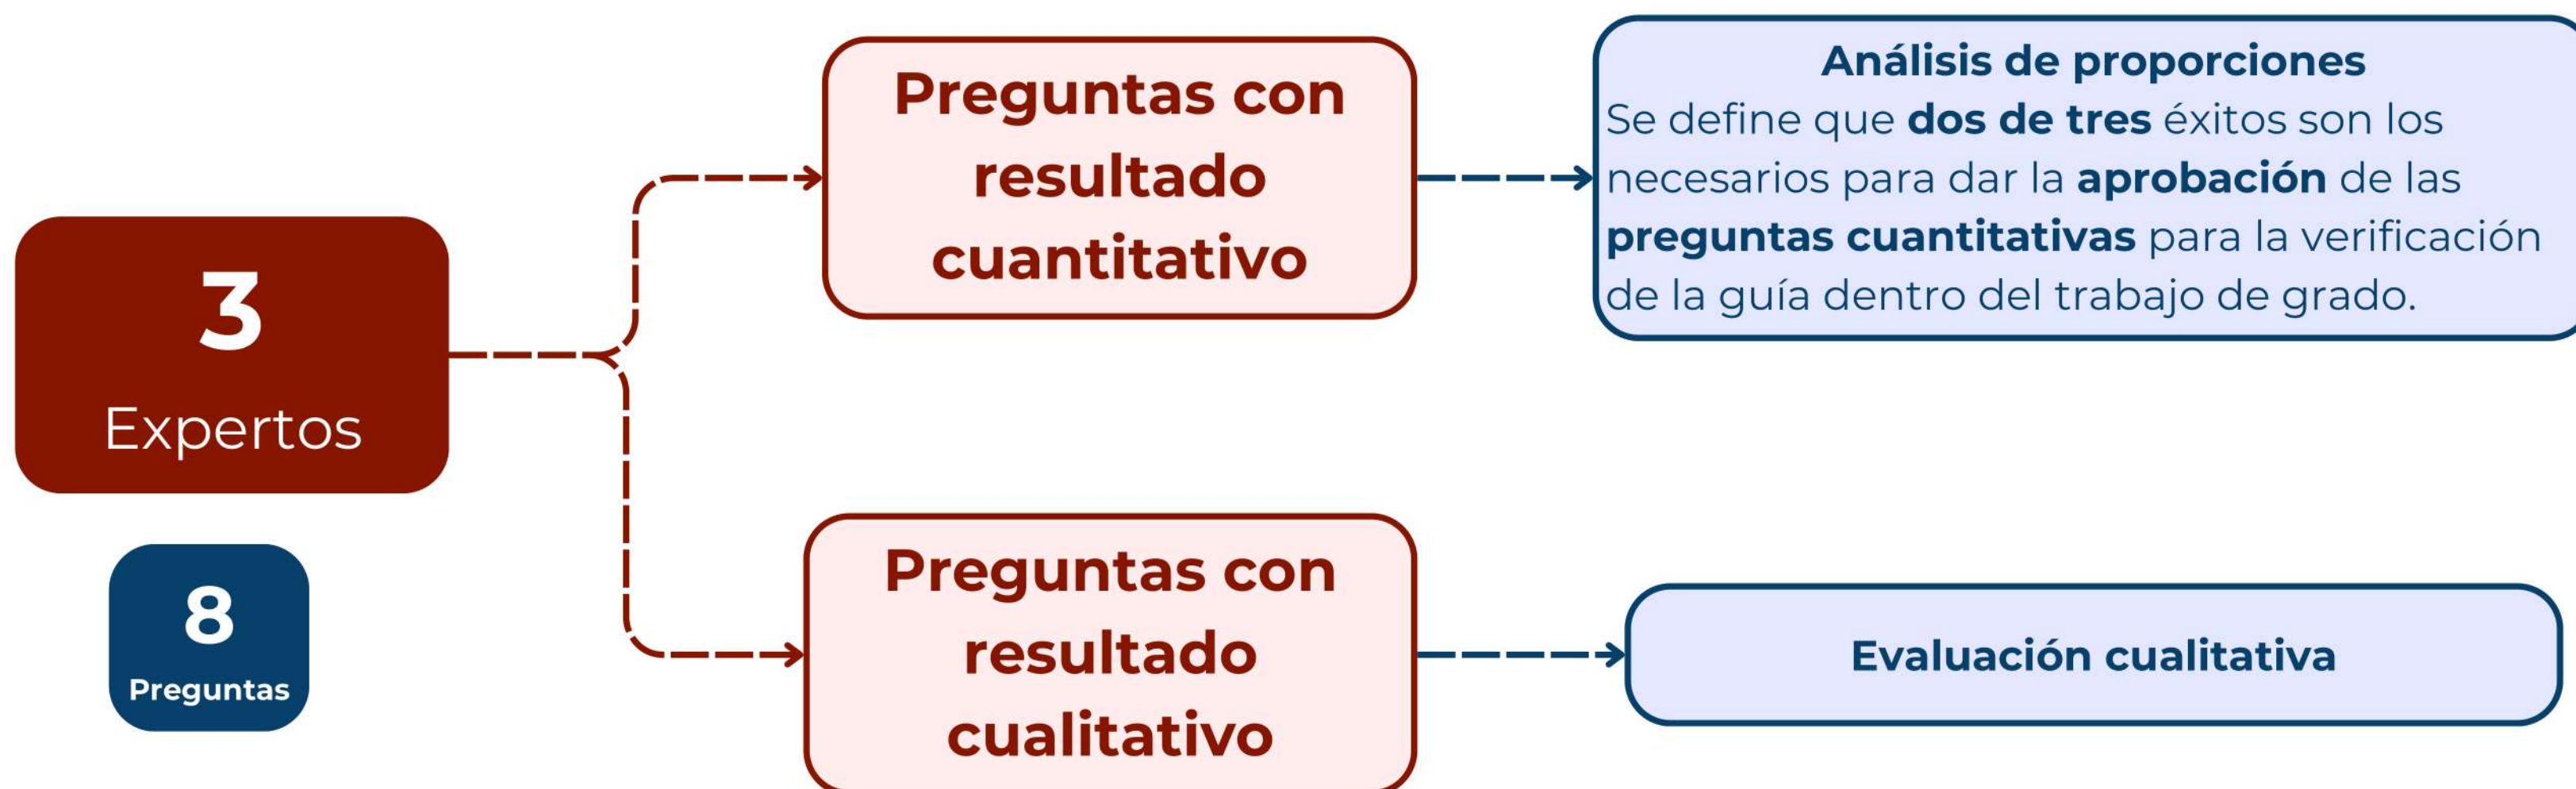 3
Expertos
8
Preguntas
Preguntas con
resultado
cuantitativo
Análisis de proporciones
Se define que dos de tres éxitos son los
necesarios para dar la aprobación de las
preguntas cuantitativas para la verificación
de la guía dentro del trabajo de grado.
Preguntas con
resultado
cualitativo
Evaluación cualitativa